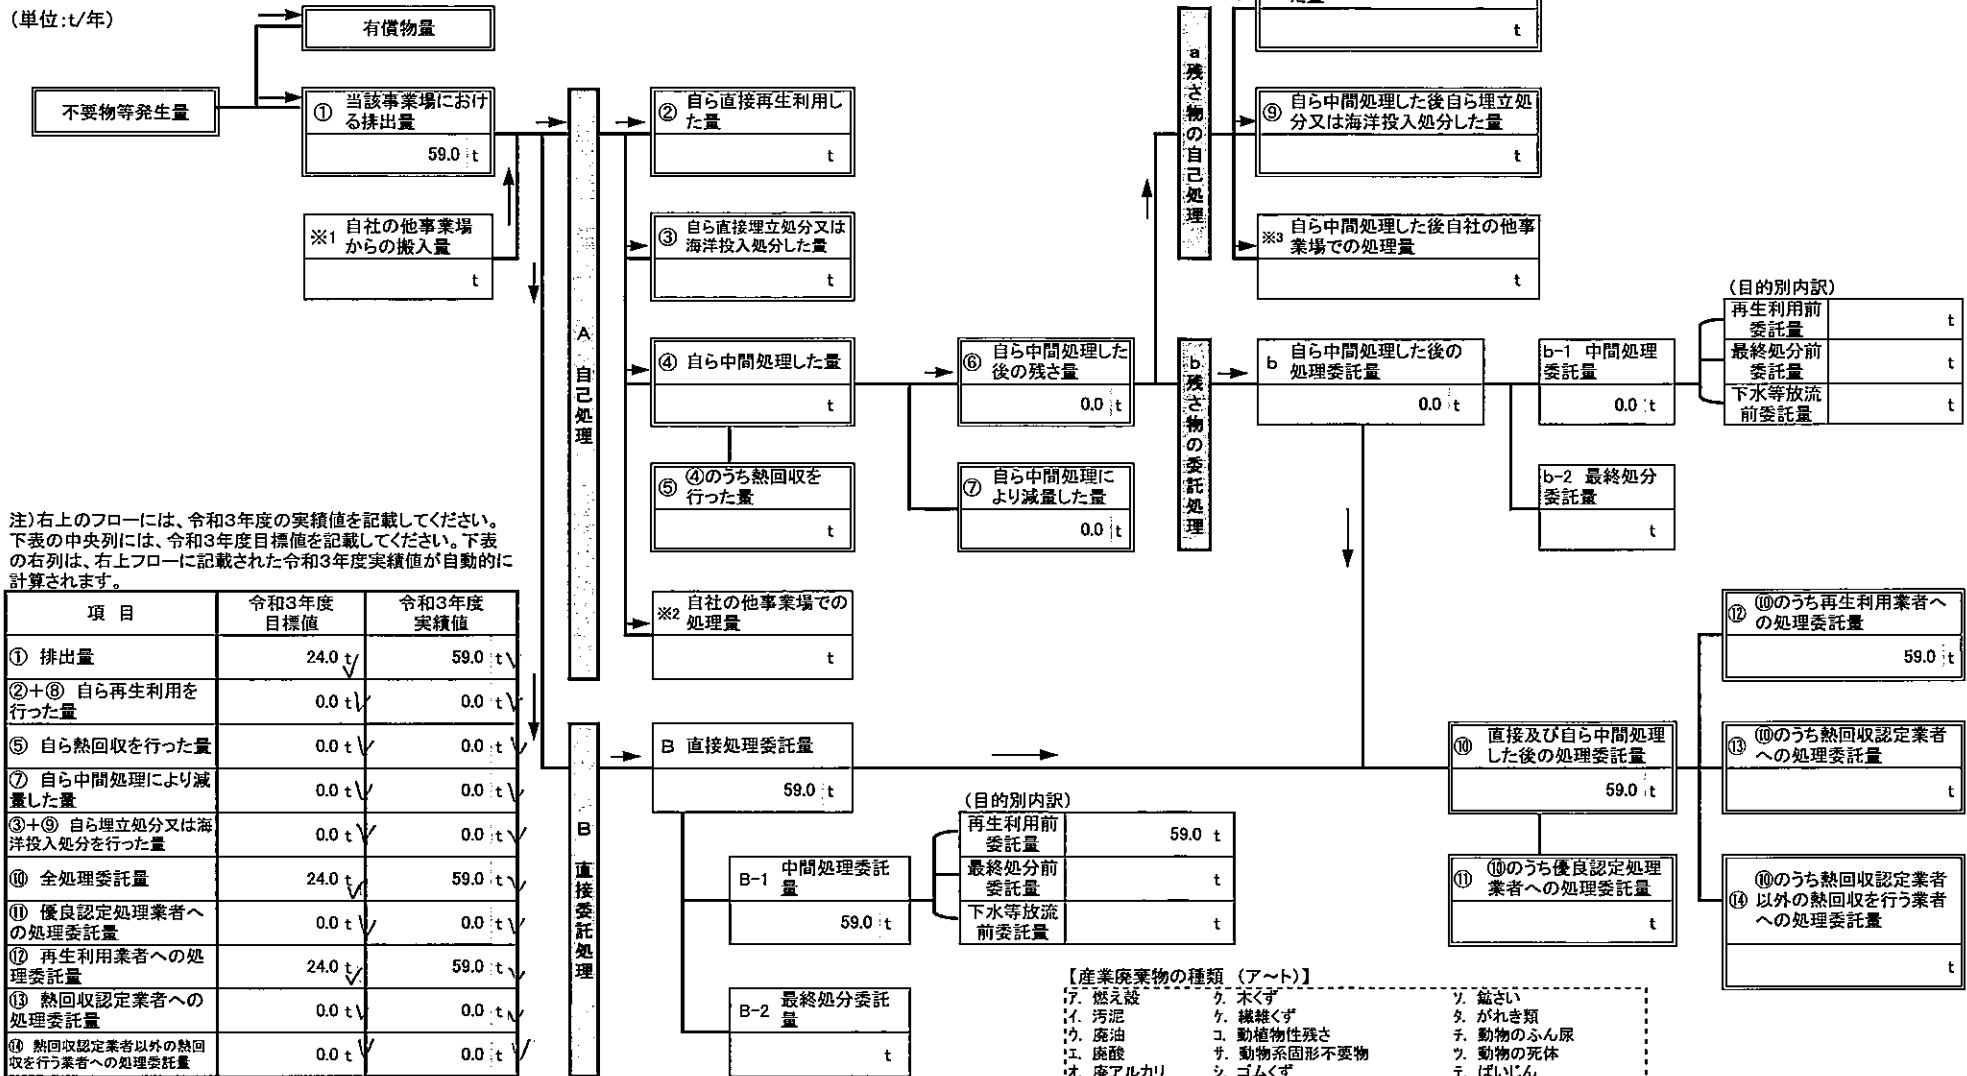 (単位:t/年)
有償物量
不要物等発生量
① 当該事業場におけ
る排出量
59.0 t
※1 自社の他事業場
からの搬入量
t
A 自己処理
② 自ら直接再生利用し
た量
t
③ 自ら直接埋立処分又は
海洋投入処分した量
t
④ 自ら中間処理した量
t
⑤ ④のうち熱回収を
行った量
t
※2 自社の他事業場での
処理量
t
⑥ 自ら中間処理した
後の残さ量
0.0 t
⑦ 自ら中間処理に
より減量した量
0.0 t
a 残さ物の自己処理
t
⑨ 自ら中間処理した後自ら埋立処
分又は海洋投入処分した量
t
※3 自ら中間処理した後自社の他事
業場での処理量
t
b 残さ物の委託処理
b 自ら中間処理した後の
処理委託量
0.0 t
b-1 中間処理
委託量
0.0 t
b-2 最終処分
委託量
t
(目的別内訳)
再生利用前
委託量 t
最終処分前
委託量 t
下水等放流
前委託量 t
注)右上のフローには、令和3年度の実績値を記載してください。
下表の中央列には、令和3年度目標値を記載してください。下表
の右列は、右上フローに記載された令和3年度実績値が自動的に
計算されます。
項 目 令和3年度 目標値 令和3年度 実績値
① 排出量 24.0 t 59.0 t
②+⑧ 自ら再生利用を
行った量 0.0 t 0.0 t
⑤ 自ら熱回収を行った量 0.0 t 0.0 t
⑦ 自ら中間処理により減
量した量 0.0 t 0.0 t
③+⑨ 自ら埋立処分又は海
洋投入処分を行った量 0.0 t 0.0 t
⑩ 全処理委託量 24.0 t 59.0 t
⑪ 優良認定処理業者へ
の処理委託量 0.0 t 0.0 t
⑫ 再生利用業者への処
理委託量 24.0 t 59.0 t
⑬ 熱回収認定業者への
処理委託量 0.0 t 0.0 t
⑭ 熱回収認定業者以外の熱回
収を行う業者への処理委託量 0.0 t 0.0 t
B 直接委託処理
B 直接処理委託量
59.0 t
B-1 中間処理委託
量
59.0 t
B-2 最終処分委託
量
t
(目的別内訳)
再生利用前
委託量 59.0 t
最終処分前
委託量 t
下水等放流
前委託量 t
⑩ 直接及び自ら中間処理
した後の処理委託量
59.0 t
⑪ ⑩のうち優良認定処理
業者への処理委託量
t
⑫ ⑩のうち再生利用業者へ
の処理委託量
59.0 t
⑬ ⑩のうち熱回収認定業者
への処理委託量
t
⑭ ⑩のうち熱回収認定業者
以外の熱回収を行う業者
への処理委託量
t
【産業廃棄物の種類 (ア~ト)】
ア. 燃え殻 ク. 木くず ソ. 鉱さい
イ. 汚泥 ケ. 繊維くず タ. がれき類
ウ. 廃油 コ. 動植物性残さ チ. 動物のふん尿
エ. 廃酸 サ. 動物系固形不要物 ツ. 動物の死体
オ. 廃アルカリ シ. ゴムくず テ. ばいじん